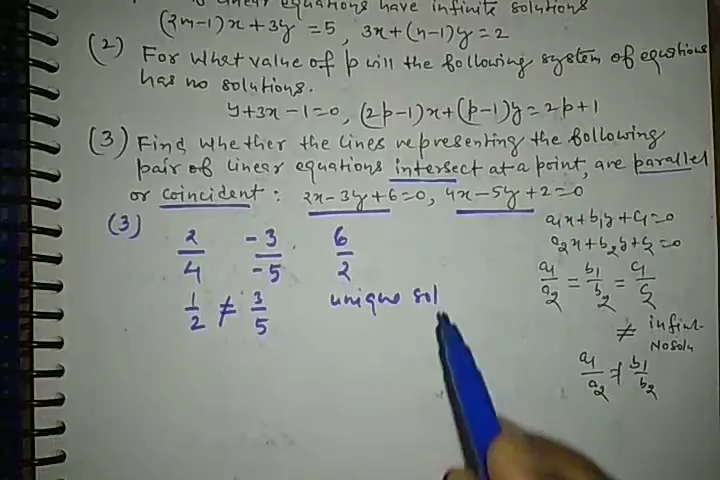 linear equations have infinite solutions
(2m-1)x + 3y = 5, 3x + (n-1)y = 2
(2) For what value of p will the following system of equations
has no solutions.
y+3x-1=0, (2p-1)x+(p-1)y=2p+1
(3) Find whether the lines representing the following
pair of linear equations intersect at a point, are parallel
or coincident: 2x-3y+6=0, 4x-5y+2=0
(3)
2/4 -3/-5 6/2
1/2 ≠ 3/5 unique sol
a₁x+b₁y+c₁=0
a₂x+b₂y+c₂=0
a₁/a₂ = b₁/b₂ = c₁/c₂
≠ infinit-
No solu
a₁/a₂ ≠ b₁/b₂